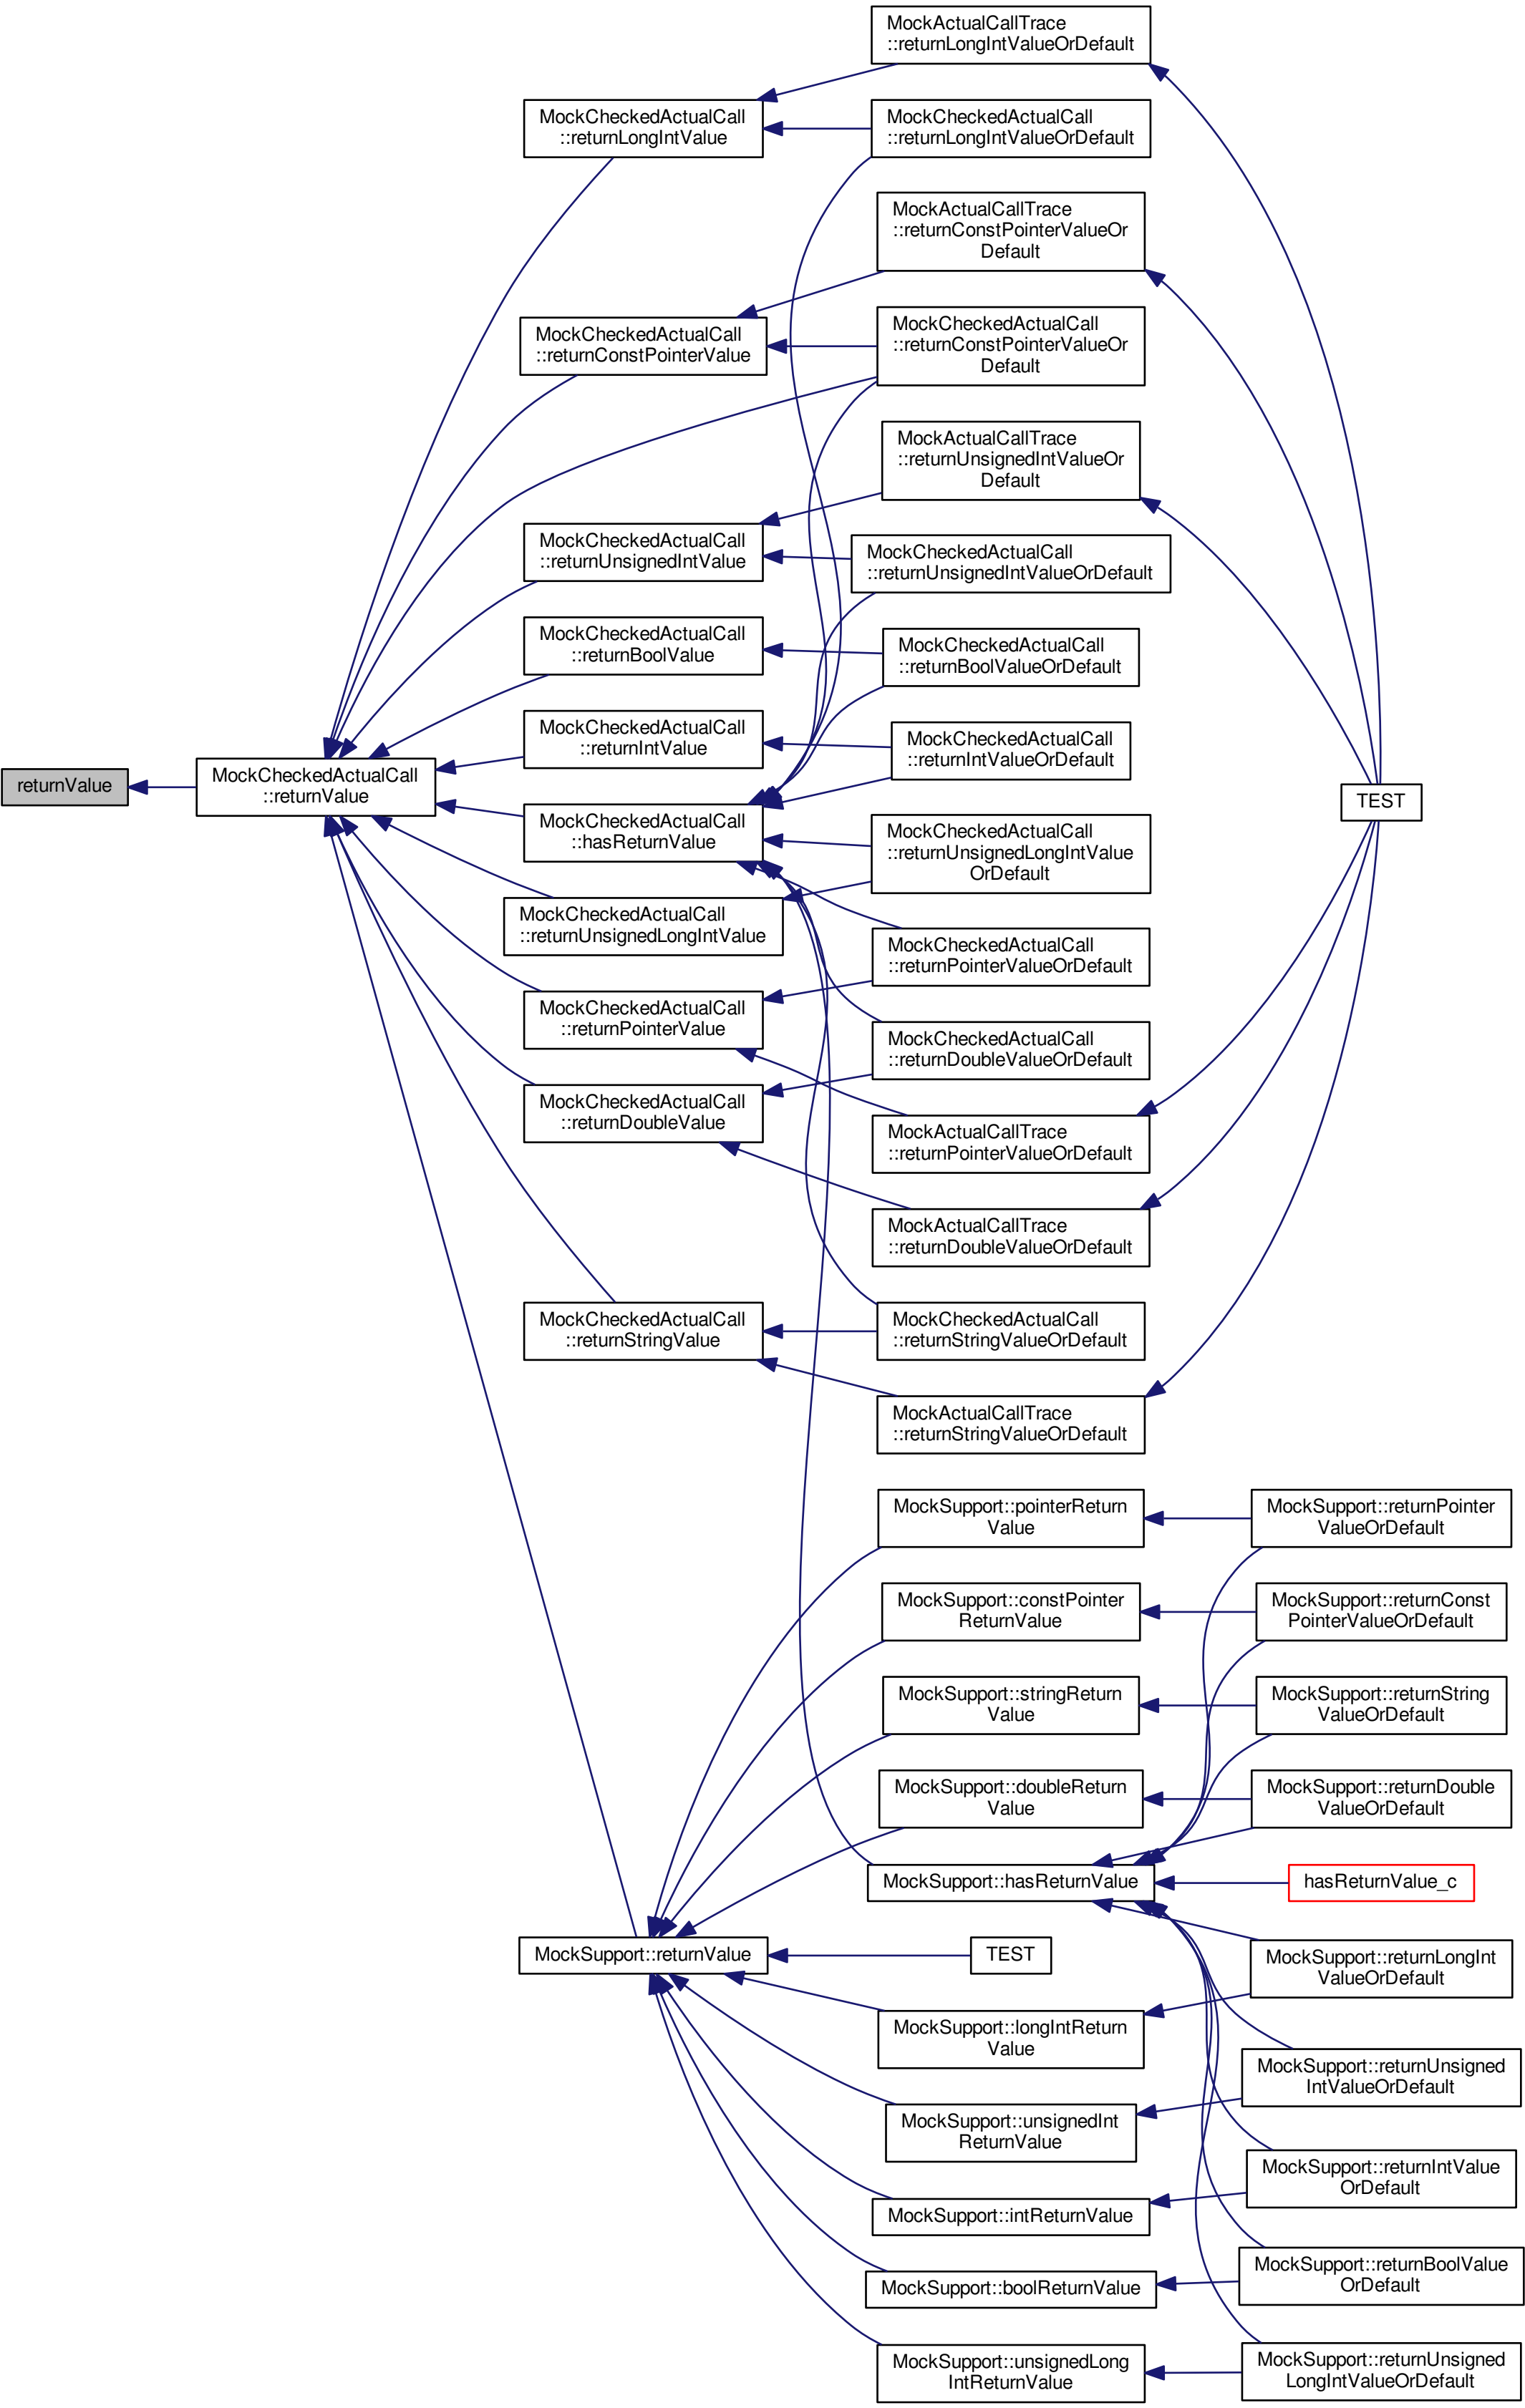 MockActualCallTrace
::returnLongIntValueOrDefault
MockCheckedActualCall
::returnLongIntValue
MockCheckedActualCall
::returnLongIntValueOrDefault
MockActualCallTrace
::returnConstPointerValueOr
Default
MockCheckedActualCall
::returnConstPointerValue
MockCheckedActualCall
::returnConstPointerValueOr
Default
MockActualCallTrace
::returnUnsignedIntValueOr
Default
MockCheckedActualCall
::returnUnsignedIntValue
MockCheckedActualCall
::returnUnsignedIntValueOrDefault
MockCheckedActualCall
::returnBoolValue
MockCheckedActualCall
::returnBoolValueOrDefault
MockCheckedActualCall
::returnIntValue
MockCheckedActualCall
::returnIntValueOrDefault
returnValue
MockCheckedActualCall
::returnValue
TEST
MockCheckedActualCall
::hasReturnValue
MockCheckedActualCall
::returnUnsignedLongIntValue
OrDefault
MockCheckedActualCall
::returnUnsignedLongIntValue
MockCheckedActualCall
::returnPointerValueOrDefault
MockCheckedActualCall
::returnPointerValue
MockCheckedActualCall
::returnDoubleValueOrDefault
MockCheckedActualCall
::returnDoubleValue
MockActualCallTrace
::returnPointerValueOrDefault
MockActualCallTrace
::returnDoubleValueOrDefault
MockCheckedActualCall
::returnStringValue
MockCheckedActualCall
::returnStringValueOrDefault
MockActualCallTrace
::returnStringValueOrDefault
MockSupport::pointerReturn
Value
MockSupport::returnPointer
ValueOrDefault
MockSupport::constPointer
ReturnValue
MockSupport::returnConst
PointerValueOrDefault
MockSupport::stringReturn
Value
MockSupport::returnString
ValueOrDefault
MockSupport::doubleReturn
Value
MockSupport::returnDouble
ValueOrDefault
MockSupport::hasReturnValue
hasReturnValue_c
MockSupport::returnValue
TEST
MockSupport::returnLongInt
ValueOrDefault
MockSupport::longIntReturn
Value
MockSupport::returnUnsigned
IntValueOrDefault
MockSupport::unsignedInt
ReturnValue
MockSupport::returnIntValue
OrDefault
MockSupport::intReturnValue
MockSupport::returnBoolValue
OrDefault
MockSupport::boolReturnValue
MockSupport::unsignedLong
IntReturnValue
MockSupport::returnUnsigned
LongIntValueOrDefault